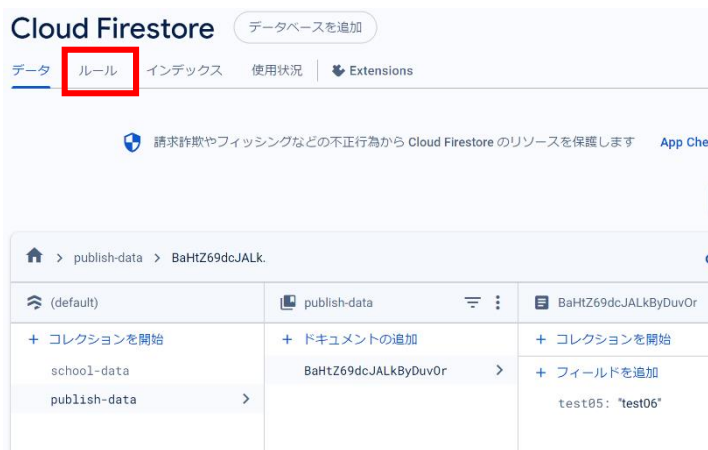 Cloud Firestore データベースを追加
データ ルール インデックス 使用状況 Extensions
請求詐欺やフィッシングなどの不正行為から Cloud Firestore のリソースを保護します App Che
publish-data > BaHtZ69dcJALk.
(default) publish-data BaHtZ69dcJALkByDuvOr
+ コレクションを開始 + ドキュメントの追加 + コレクションを開始
school-data BaHtZ69dcJALkByDuvOr > + フィールドを追加
publish-data > test05: "test06"